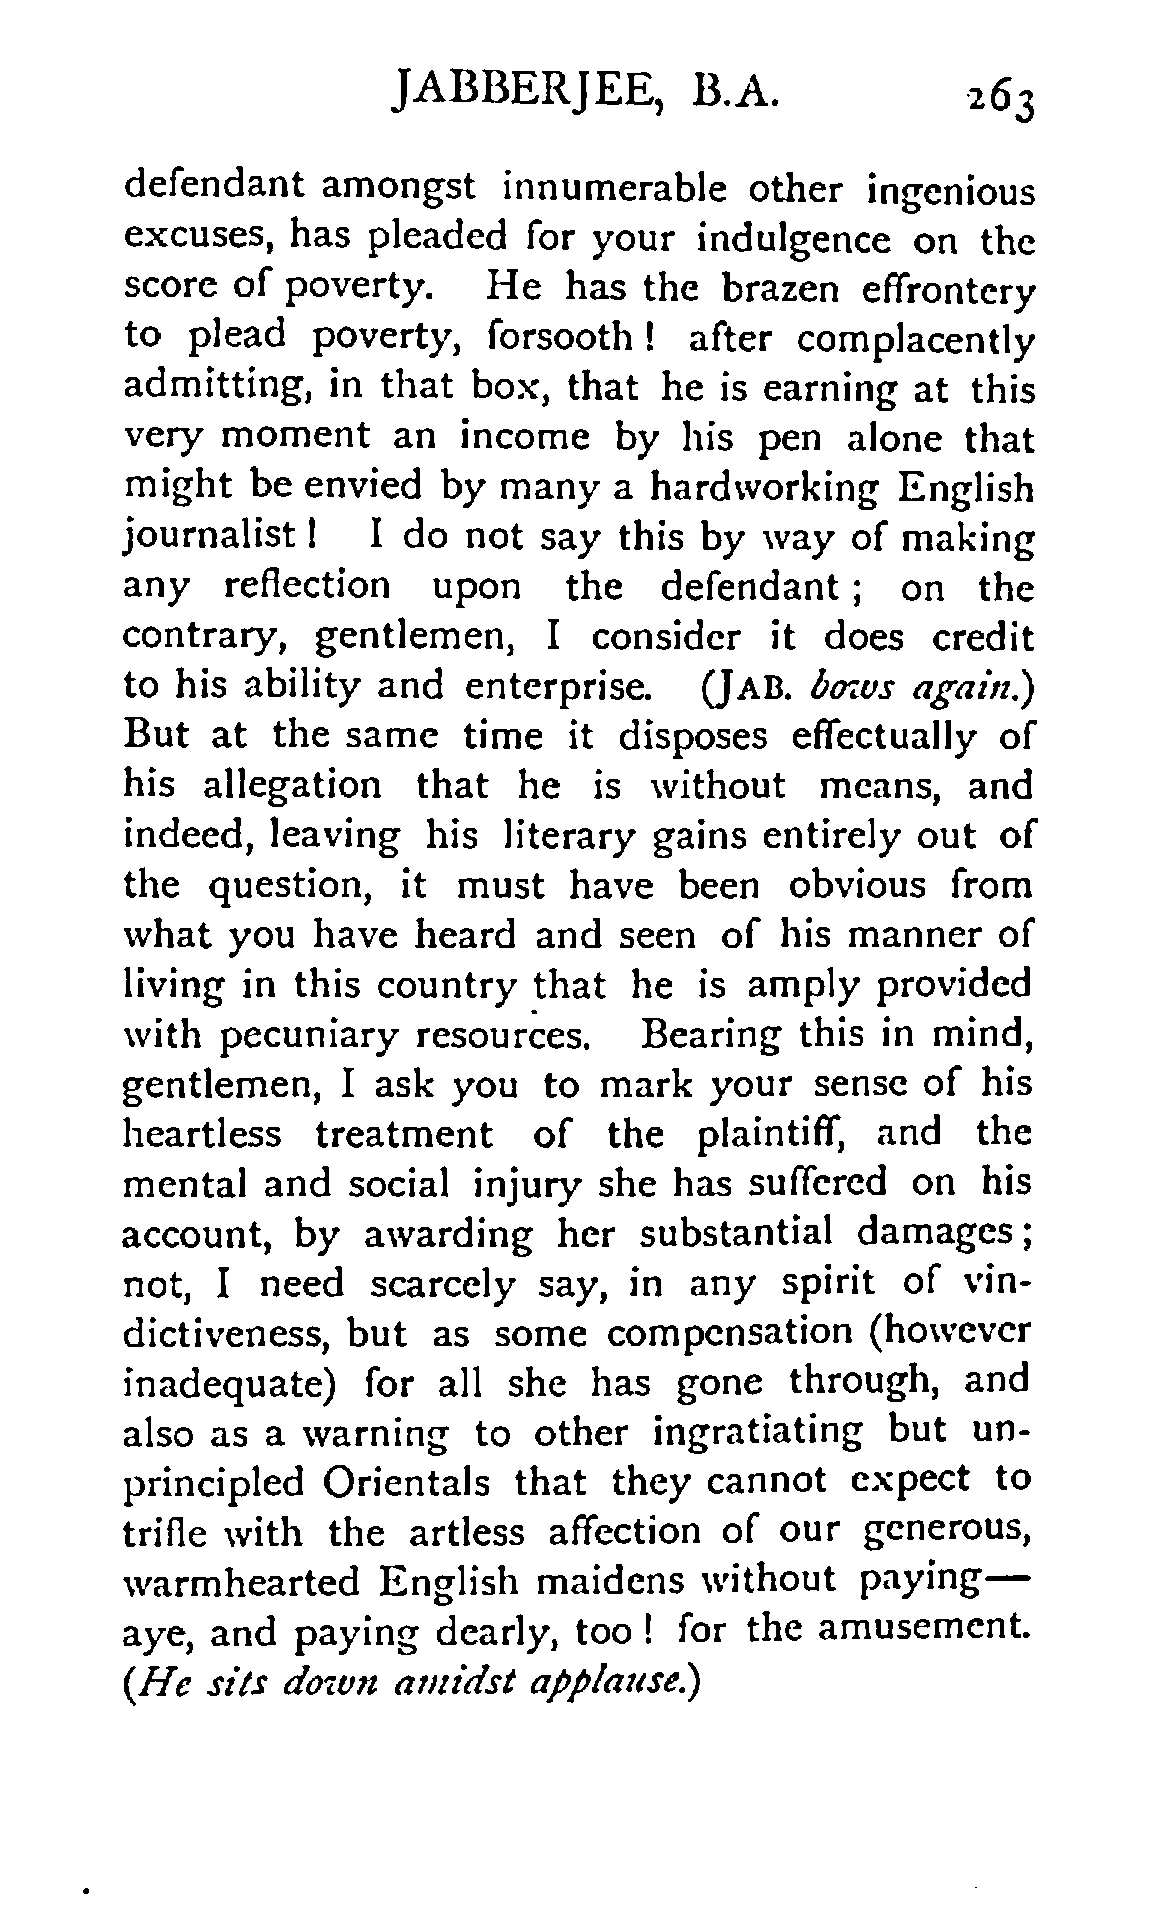 JABBERJEE, B.A. 263
defendant amongst innumerable other ingenious
excuses, has pleaded for your indulgence on the
score of poverty. He has the brazen effrontery
to plead poverty, forsooth! after complacently
admitting, in that box, that he is earning at this
very moment an income by his pen alone that
might be envied by many a hardworking English
journalist! I do not say this by way of making
any reflection upon the defendant; on the
contrary, gentlemen, I consider it does credit
to his ability and enterprise. (JAB. bows again.)
But at the same time it disposes effectually of
his allegation that he is without means, and
indeed, leaving his literary gains entirely out of
the question, it must have been obvious from
what you have heard and seen of his manner of
living in this country that he is amply provided
with pecuniary resources. Bearing this in mind,
gentlemen, I ask you to mark your sense of his
heartless treatment of the plaintiff, and the
mental and social injury she has suffered on his
account, by awarding her substantial damages;
not, I need scarcely say, in any spirit of vin-
dictiveness, but as some compensation (however
inadequate) for all she has gone through, and
also as a warning to other ingratiating but un-
principled Orientals that they cannot expect to
trifle with the artless affection of our generous,
warmhearted English maidens without paying—
aye, and paying dearly, too! for the amusement.
(He sits down amidst applause.)